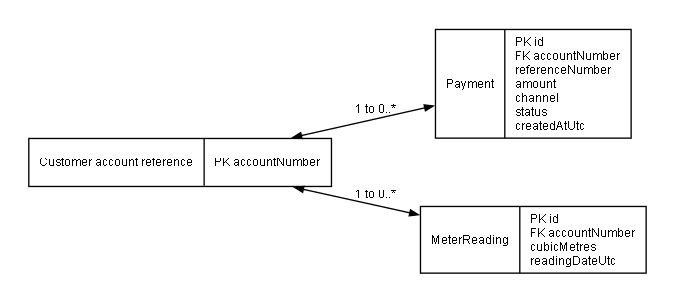 Payment
PK id
FK accountNumber
referenceNumber
amount
channel
status
createdAtUtc
1 to 0..*
Customer account reference
PK accountNumber
1 to 0..*
MeterReading
PK id
FK accountNumber
cubicMetres
readingDateUtc